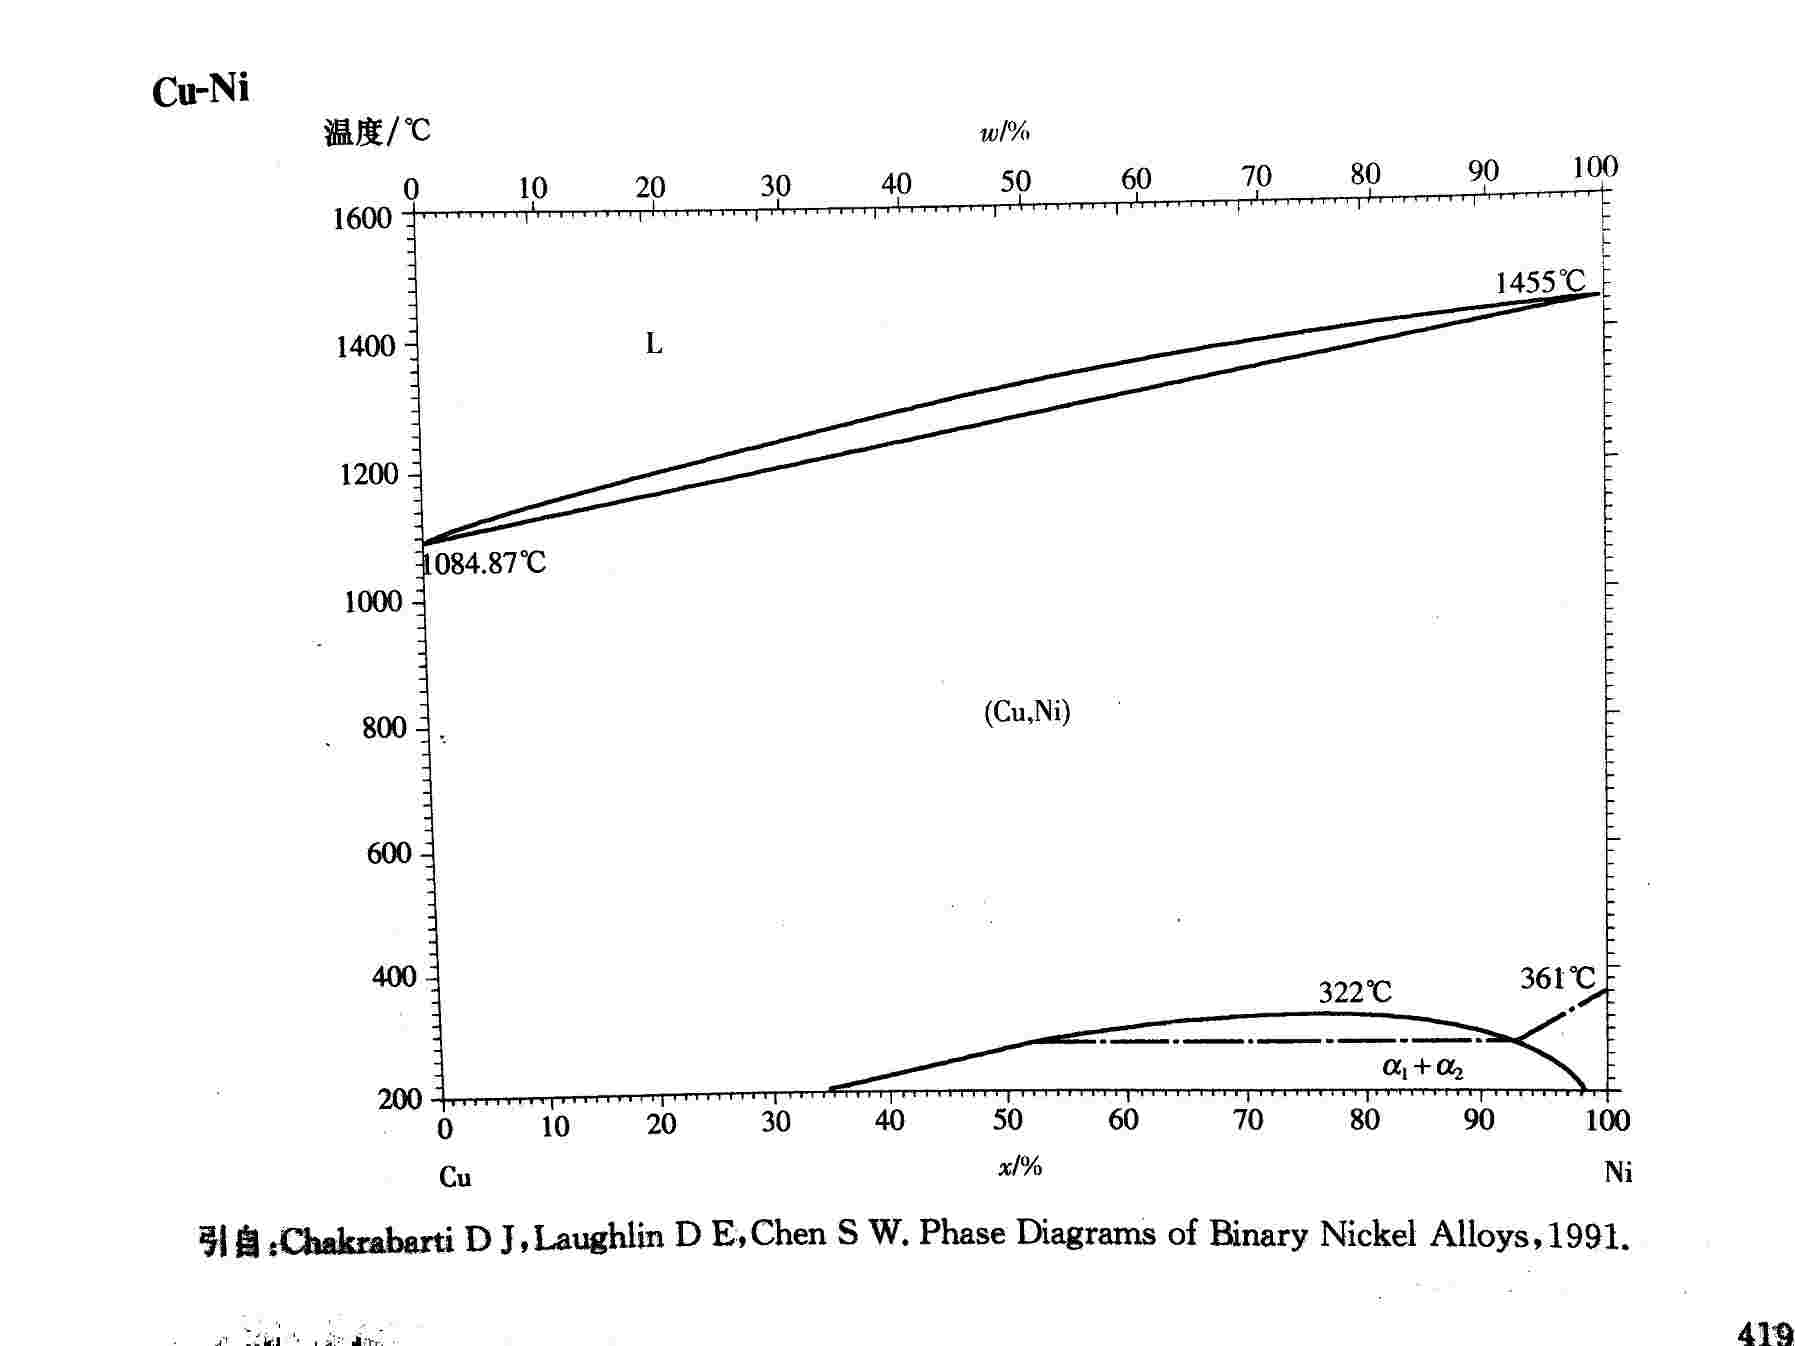 Cu-Ni
温度/℃
w/%
0 10 20 30 40 50 60 70 80 90 100
1600
1455℃
1400
L
1200
1084.87℃
1000
(Cu,Ni)
800
600
400
361℃
322℃
α₁+α₂
200
0 10 20 30 40 50 60 70 80 90 100
Cu
x/%
Ni
引自:Chakrabarti D J,Laughlin D E,Chen S W. Phase Diagrams of Binary Nickel Alloys,1991.
419